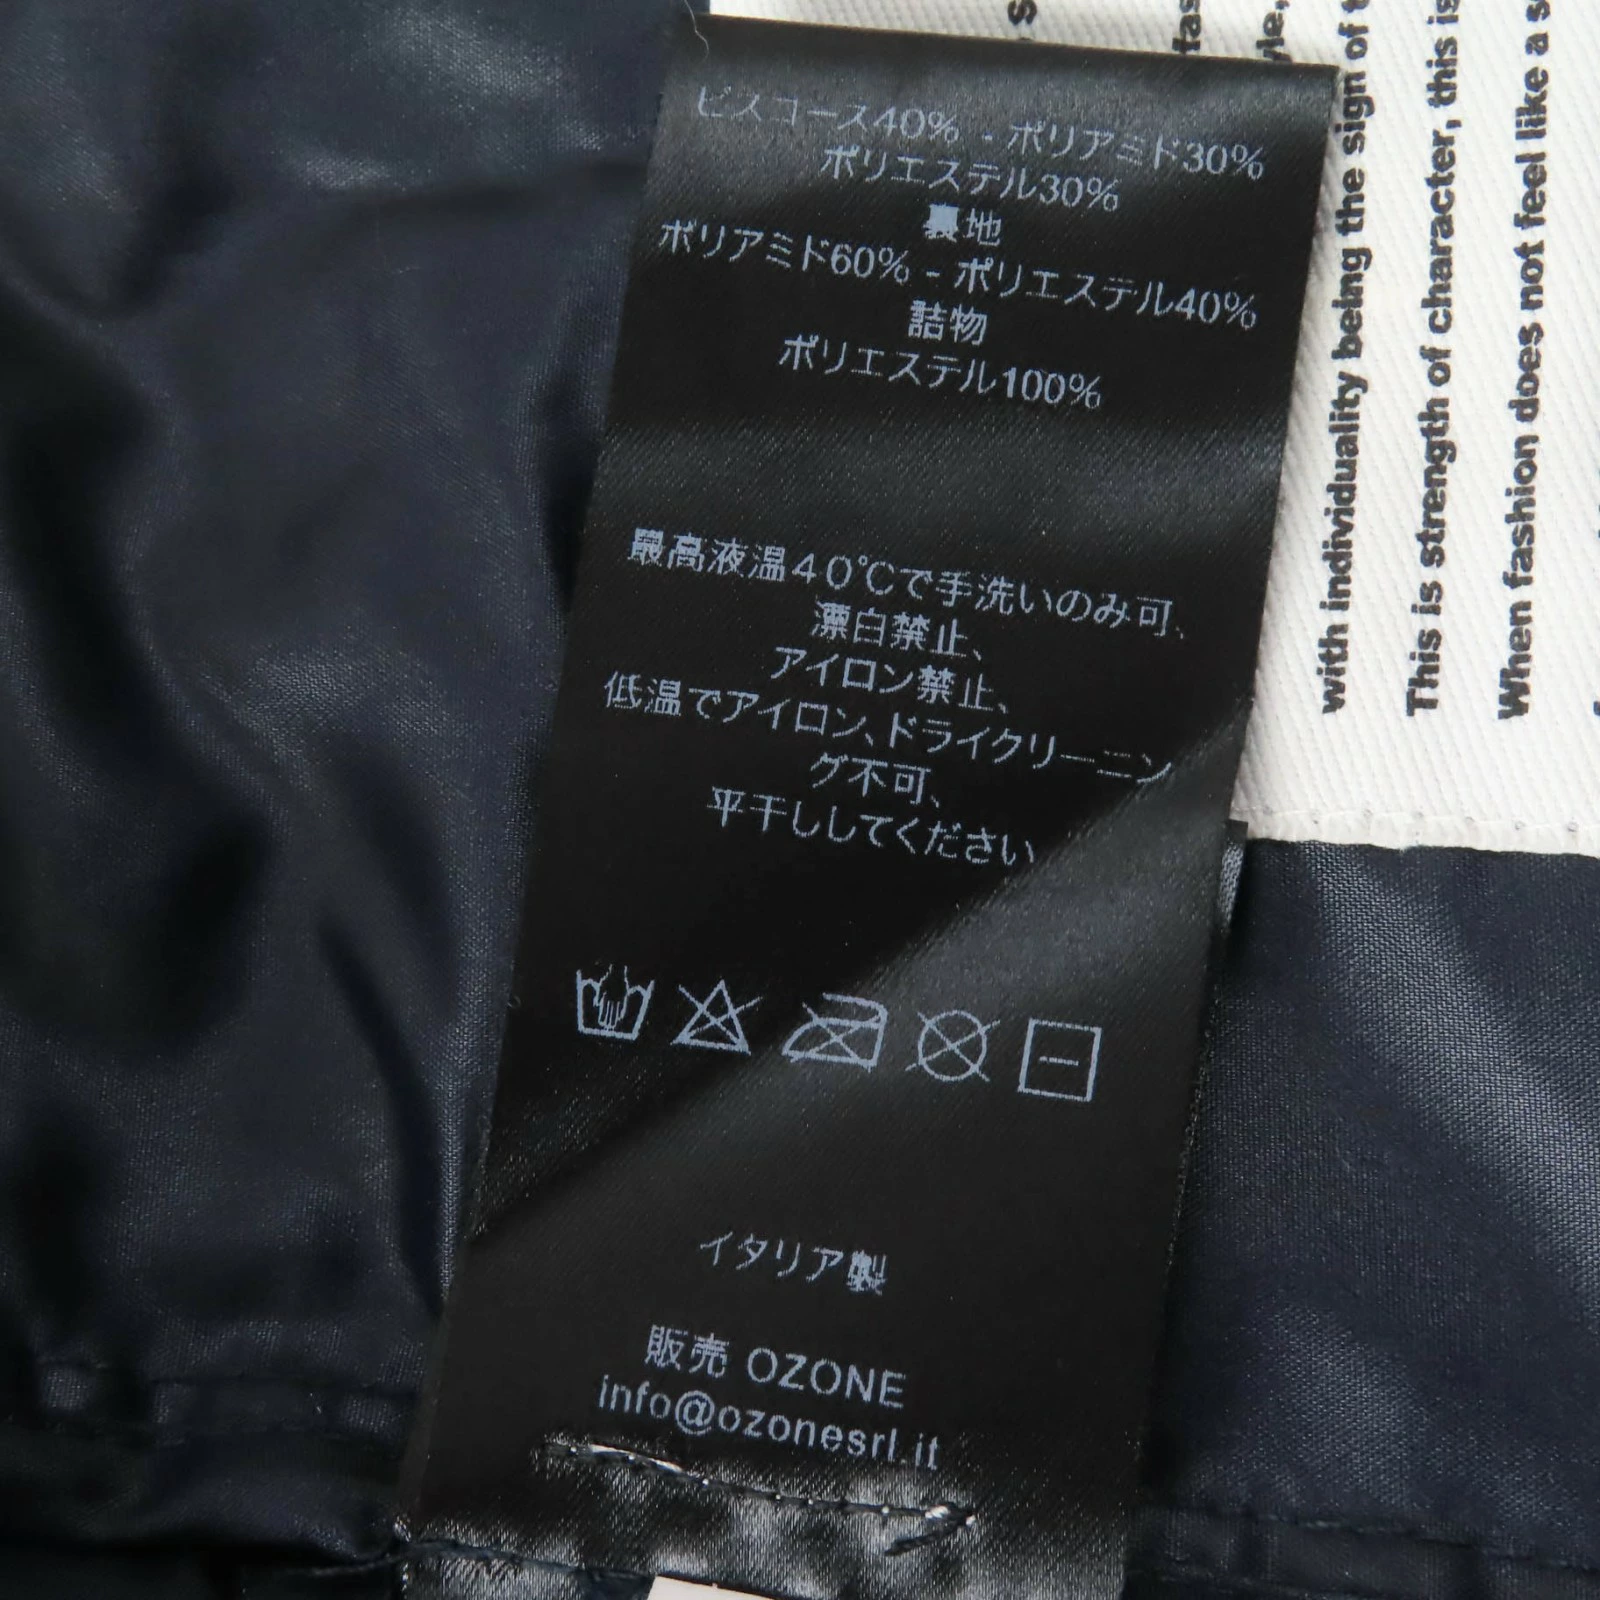 ビスコース40% - ポリアミド30%
ポリエステル30%
裏地
ポリアミド60% - ポリエステル40%
詰物
ポリエステル100%
最高液温40℃で手洗いのみ可、
漂白禁止、
アイロン禁止、
低温でアイロン、ドライクリーニン
グ不可、
平干ししてください
イタリア製
販売 OZONE
info@ozonesrl.it
with individuality being the sign of
This is strength of character, this is
When fashion does not feel like a